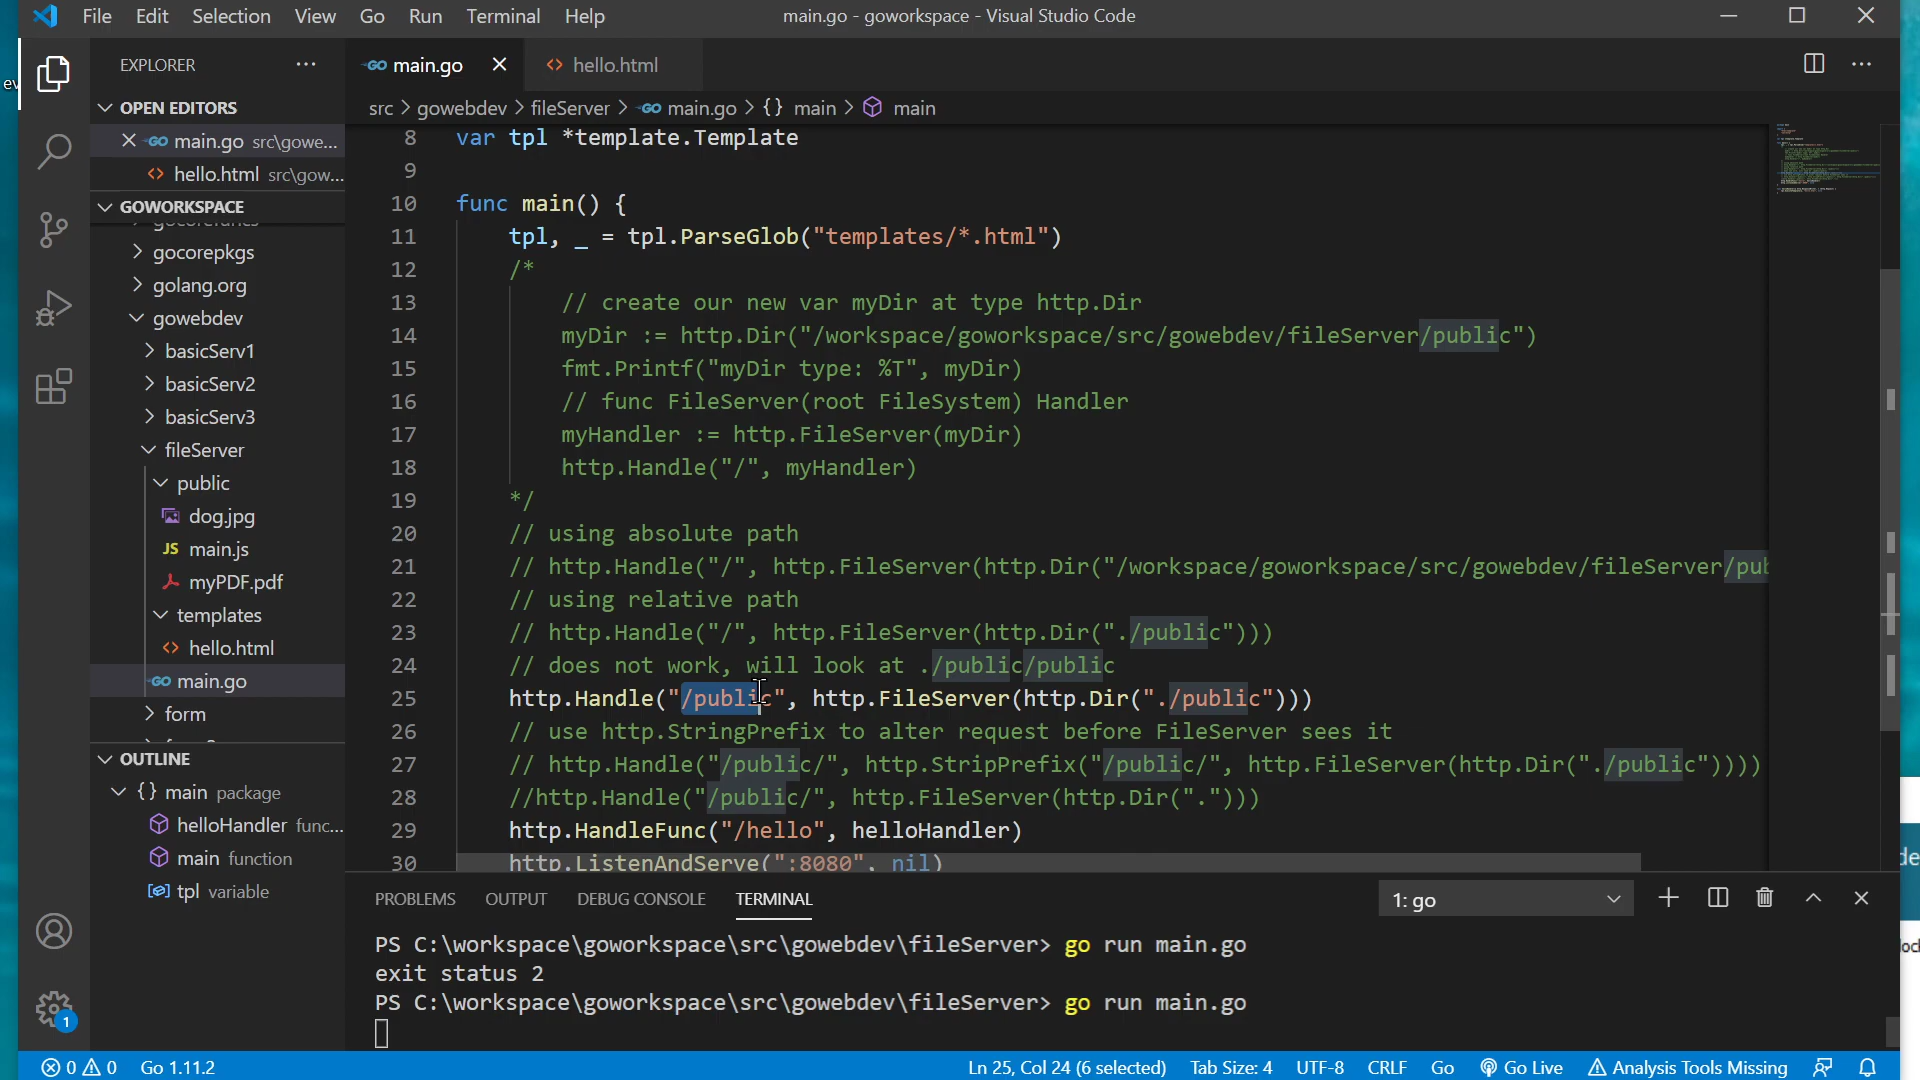 File Edit Selection View Go Run Terminal Help
main.go - goworkspace - Visual Studio Code
ev
EXPLORER
OPEN EDITORS
main.go src\gowe...
hello.html src\gow...
GOWORKSPACE
gocorepkgs
golang.org
gowebdev
basicServ1
basicServ2
basicServ3
fileServer
public
dog.jpg
JS main.js
myPDF.pdf
templates
hello.html
main.go
form
OUTLINE
{} main package
helloHandler func...
main function
tpl variable
main.go
hello.html
src > gowebdev > fileServer > main.go > {} main > main
8 var tpl *template.Template
9
10 func main() {
11 tpl, _ = tpl.ParseGlob("templates/*.html")
12 /*
13 // create our new var myDir at type http.Dir
14 myDir := http.Dir("/workspace/goworkspace/src/gowebdev/fileServer/public")
15 fmt.Printf("myDir type: %T", myDir)
16 // func FileServer(root FileSystem) Handler
17 myHandler := http.FileServer(myDir)
18 http.Handle("/", myHandler)
19 */
20 // using absolute path
21 // http.Handle("/", http.FileServer(http.Dir("/workspace/goworkspace/src/gowebdev/fileServer/pub
22 // using relative path
23 // http.Handle("/", http.FileServer(http.Dir("./public")))
24 // does not work, will look at ./public/public
25 http.Handle("/public", http.FileServer(http.Dir("./public")))
26 // use http.StringPrefix to alter request before FileServer sees it
27 // http.Handle("/public/", http.StripPrefix("/public/", http.FileServer(http.Dir("./public"))))
28 //http.Handle("/public/", http.FileServer(http.Dir(".")))
29 http.HandleFunc("/hello", helloHandler)
30 http.ListenAndServe(":8080", nil)
PROBLEMS OUTPUT DEBUG CONSOLE TERMINAL
1: go
PS C:\workspace\goworkspace\src\gowebdev\fileServer> go run main.go
exit status 2
PS C:\workspace\goworkspace\src\gowebdev\fileServer> go run main.go
1
0 0 Go 1.11.2
Ln 25, Col 24 (6 selected) Tab Size: 4 UTF-8 CRLF Go Go Live Analysis Tools Missing